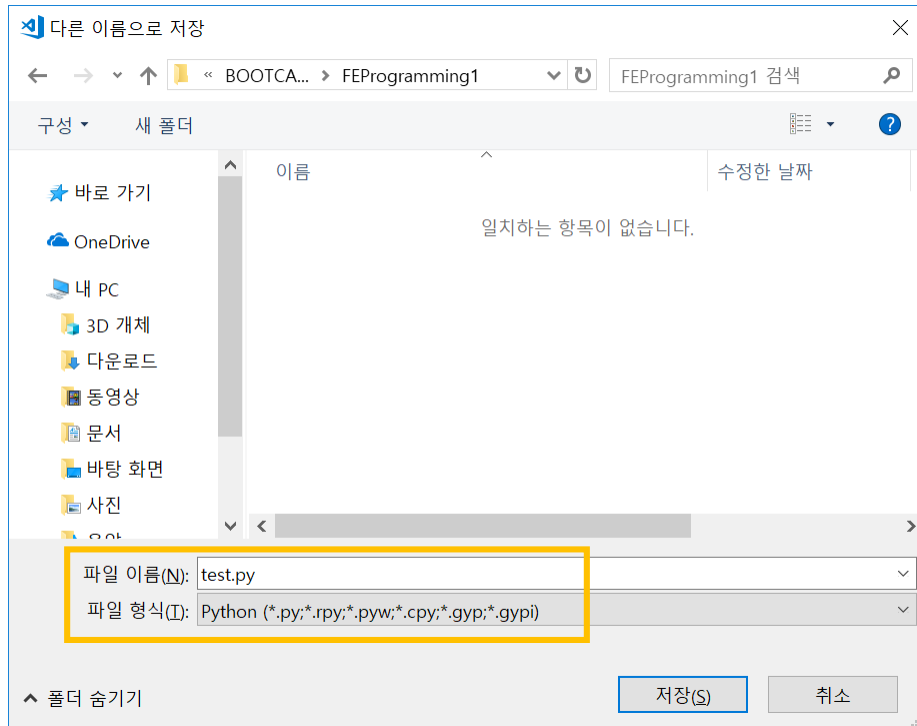 다른 이름으로 저장
« BOOTCA... > FEProgramming1
FEProgramming1 검색
구성
새 폴더
?
이름
수정한 날짜
바로 가기
OneDrive
내 PC
3D 개체
다운로드
동영상
문서
바탕 화면
사진
일치하는 항목이 없습니다.
파일 이름(N): test.py
파일 형식(T): Python (*.py;*.rpy;*.pyw;*.cpy;*.gyp;*.gypi)
폴더 숨기기
저장(S)
취소